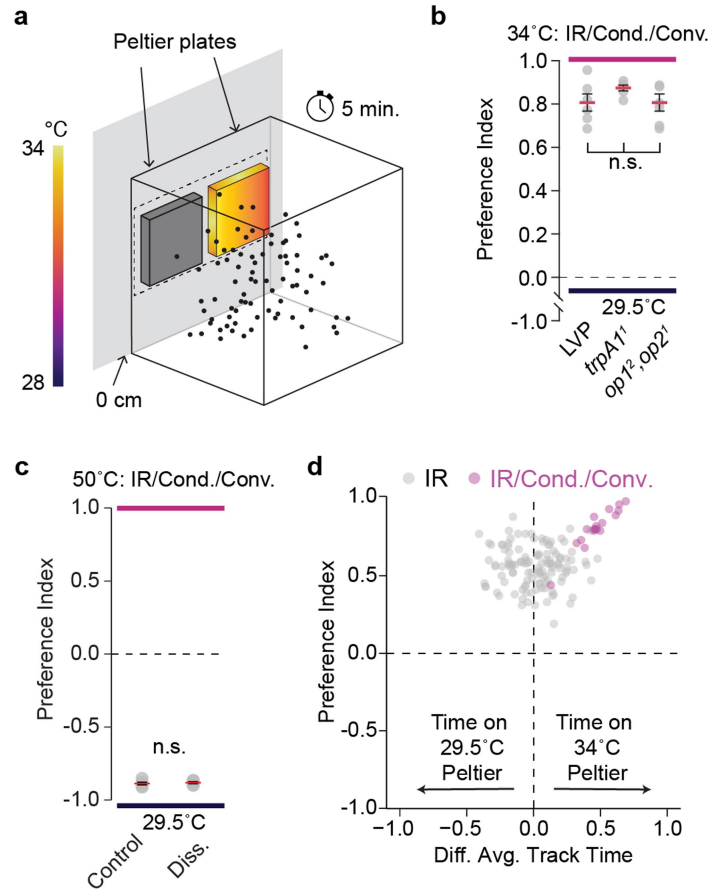 a
Peltier plates
5 min.
°C
34
28
0 cm
b
34˚C: IR/Cond./Conv.
Preference Index
1.0
0.8
0.6
0.4
0.2
0.0
-1.0
n.s.
29.5˚C
LVP
trpA1¹
op1², op2¹
c
50˚C: IR/Cond./Conv.
Preference Index
1.0
0.5
0.0
-0.5
-1.0
n.s.
29.5˚C
Control
Diss.
d
IR
IR/Cond./Conv.
Preference Index
1.0
0.5
0.0
-0.5
-1.0
Time on
29.5˚C
Peltier
Time on
34˚C
Peltier
−1.0
−0.5
0.0
0.5
1.0
Diff. Avg. Track Time